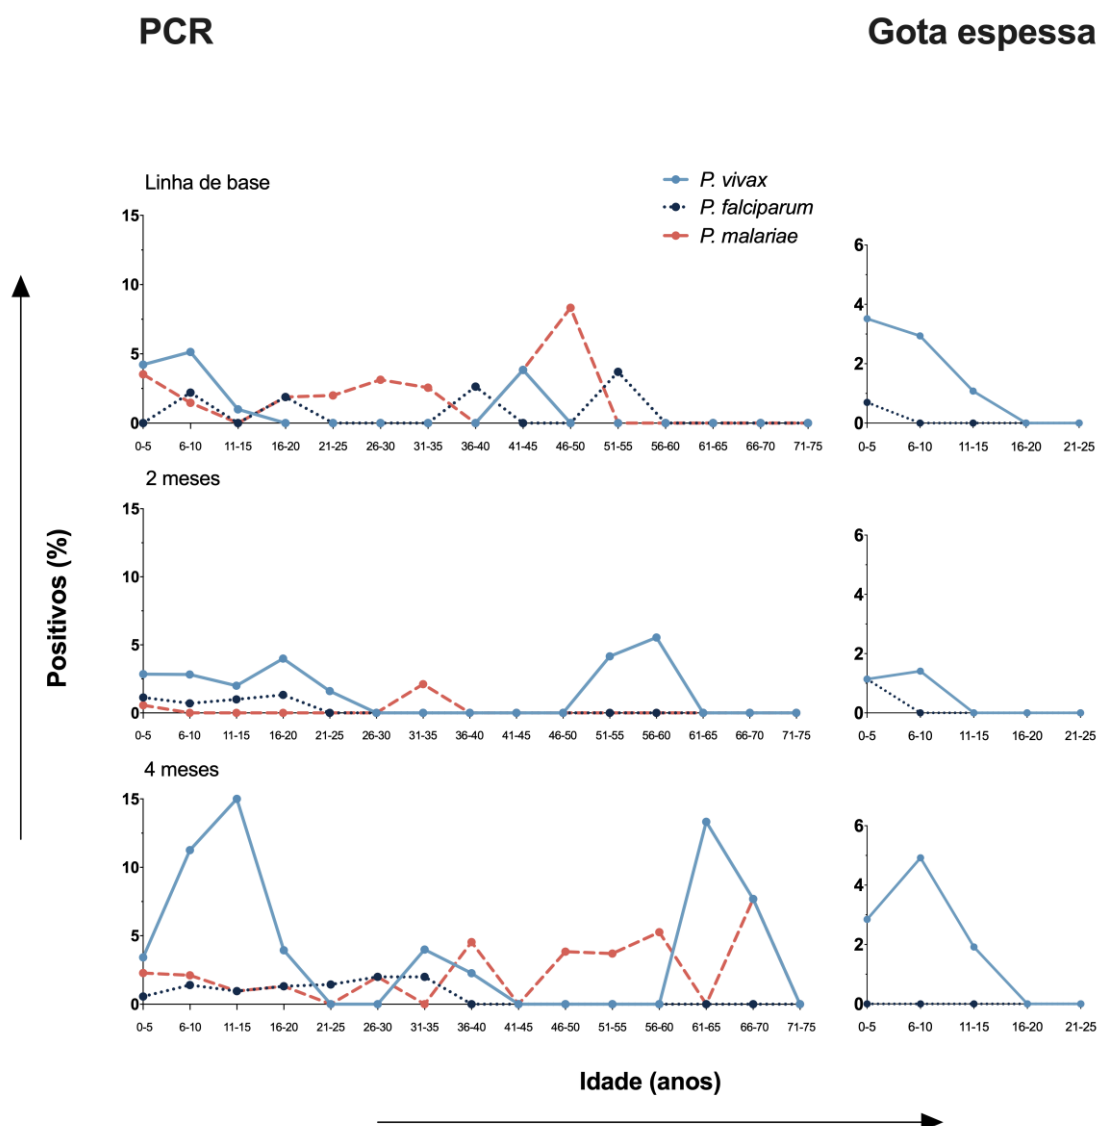 PCR
Gota espessa
Linha de base
P. vivax
P. falciparum
P. malariae
15
10
5
0
0-5 6-10 11-15 16-20 21-25 26-30 31-35 36-40 41-45 46-50 51-55 56-60 61-65 66-70 71-75
6
4
2
0
0-5 6-10 11-15 16-20 21-25
2 meses
15
10
5
0
0-5 6-10 11-15 16-20 21-25 26-30 31-35 36-40 41-45 46-50 51-55 56-60 61-65 66-70 71-75
6
4
2
0
0-5 6-10 11-15 16-20 21-25
4 meses
15
10
5
0
0-5 6-10 11-15 16-20 21-25 26-30 31-35 36-40 41-45 46-50 51-55 56-60 61-65 66-70 71-75
6
4
2
0
0-5 6-10 11-15 16-20 21-25
Positivos (%)
Idade (anos)